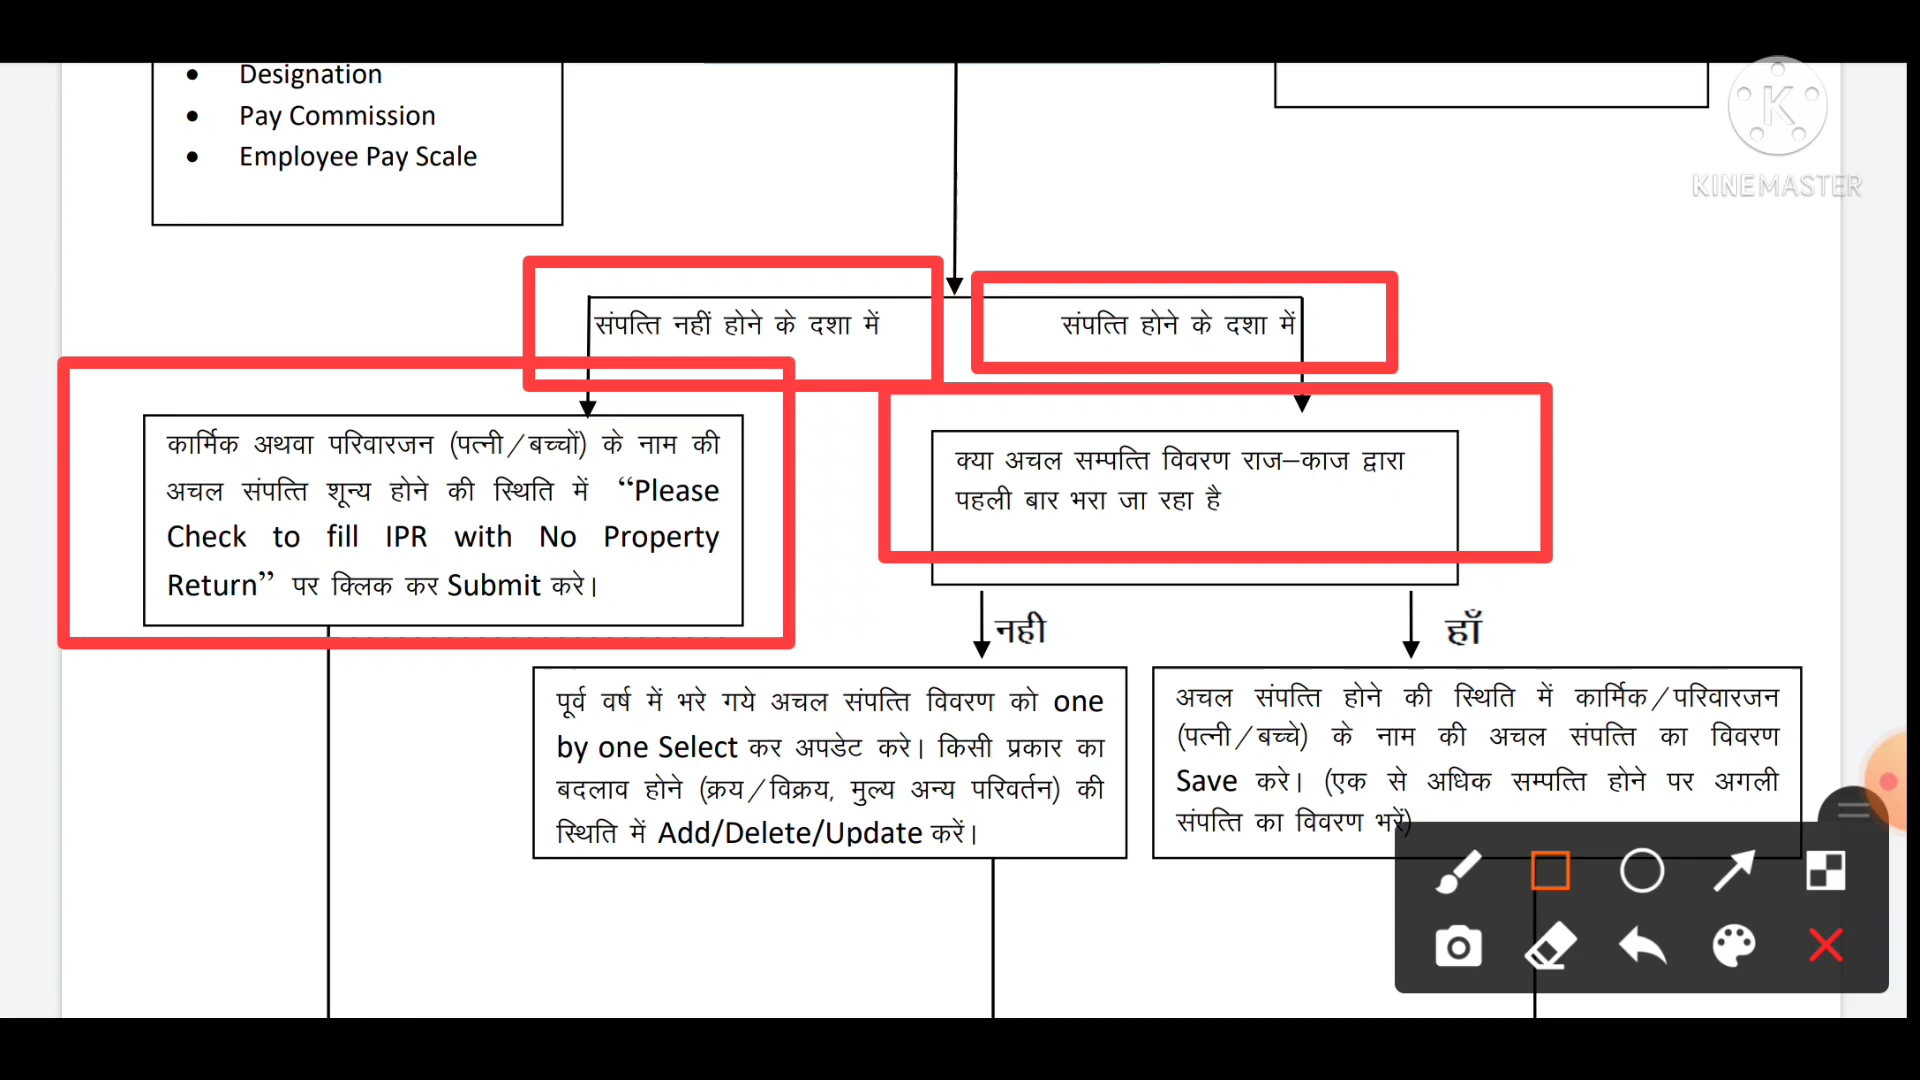 • Designation
• Pay Commission
• Employee Pay Scale
KINEMASTER
संपत्ति नहीं होने के दशा में
संपत्ति होने के दशा में
कार्मिक अथवा परिवारजन (पत्नी/बच्चों) के नाम की
अचल संपत्ति शून्य होने की स्थिति में “Please
Check to fill IPR with No Property
Return” पर क्लिक कर Submit करे।
क्या अचल सम्पत्ति विवरण राज–काज द्वारा
पहली बार भरा जा रहा है
नही
हाँ
पूर्व वर्ष में भरे गये अचल संपत्ति विवरण को one
by one Select कर अपडेट करे। किसी प्रकार का
बदलाव होने (क्रय/विक्रय, मुल्य अन्य परिवर्तन) की
स्थिति में Add/Delete/Update करें।
अचल संपत्ति होने की स्थिति में कार्मिक/परिवारजन
(पत्नी/बच्चे) के नाम की अचल संपत्ति का विवरण
Save करे। (एक से अधिक सम्पत्ति होने पर अगली
संपत्ति का विवरण भरें)